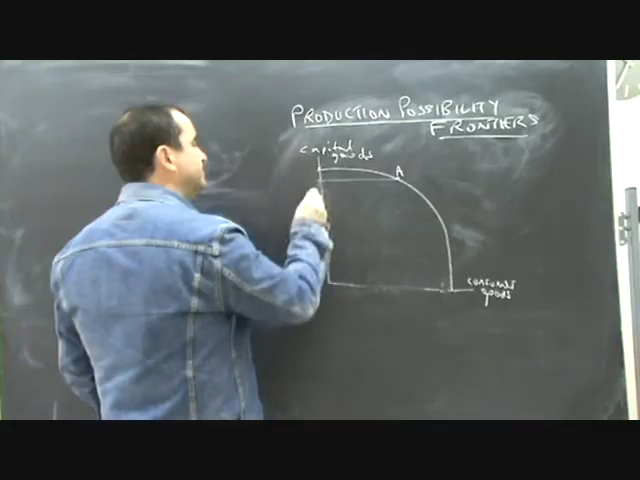 PRODUCTION POSSIBILITY
FRONTIERS
capital
goods
A
consumer
goods